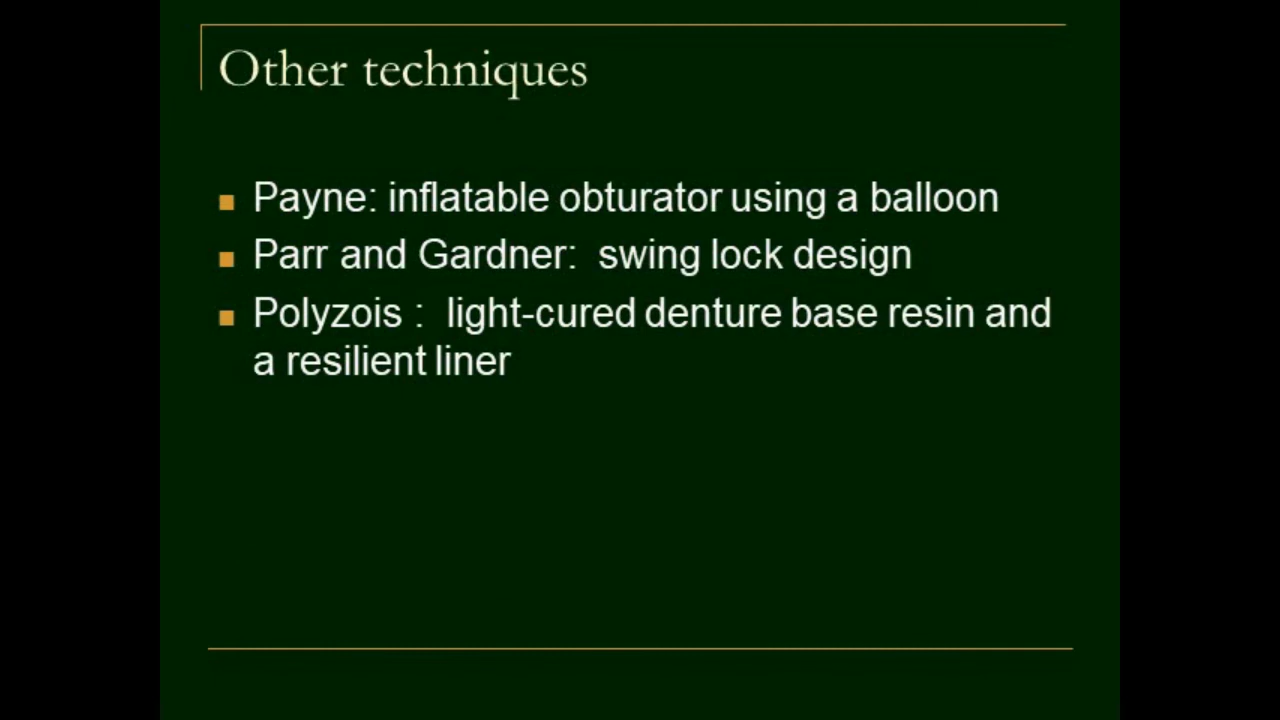 Other techniques
Payne: inflatable obturator using a balloon
Parr and Gardner:  swing lock design
Polyzois :  light-cured denture base resin and
a resilient liner